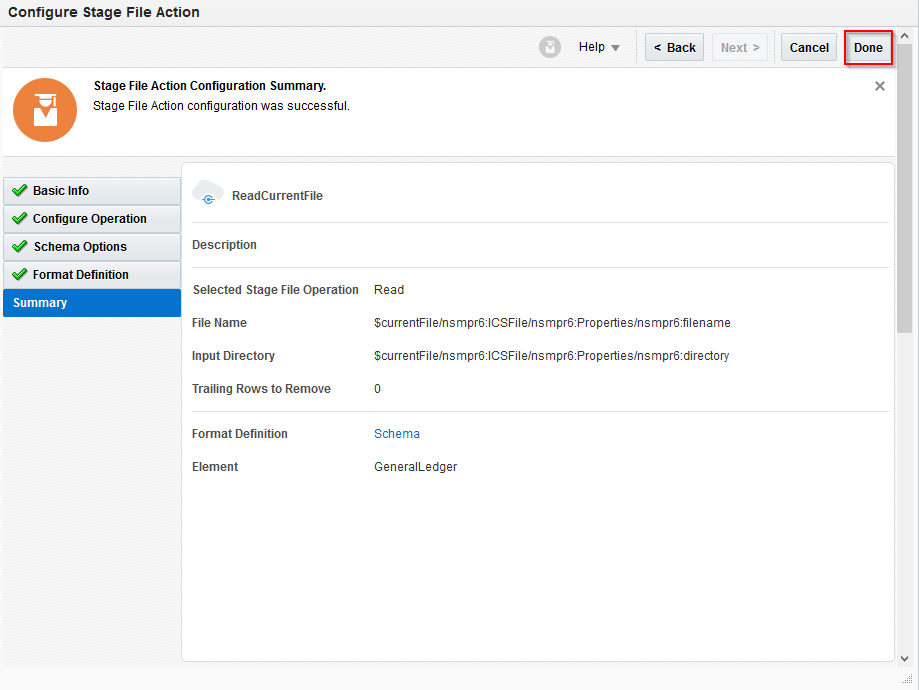 Configure Stage File Action
Help
< Back
Next >
Cancel
Done
Stage File Action Configuration Summary.
Stage File Action configuration was successful.
Basic Info
Configure Operation
Schema Options
Format Definition
Summary
ReadCurrentFile
Description
Selected Stage File Operation Read
File Name $currentFile/nsmpr6:ICSFile/nsmpr6:Properties/nsmpr6:filename
Input Directory $currentFile/nsmpr6:ICSFile/nsmpr6:Properties/nsmpr6:directory
Trailing Rows to Remove 0
Format Definition Schema
Element GeneralLedger